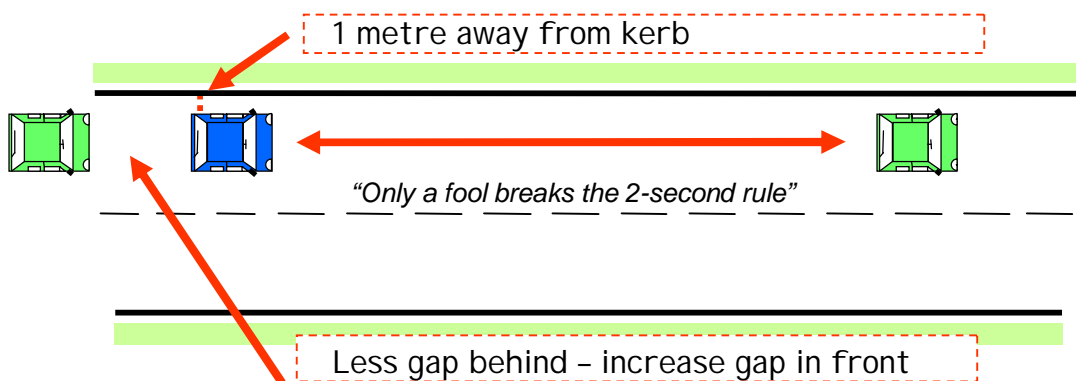 1 metre away from kerb
“Only a fool breaks the 2-second rule”
Less gap behind – increase gap in front